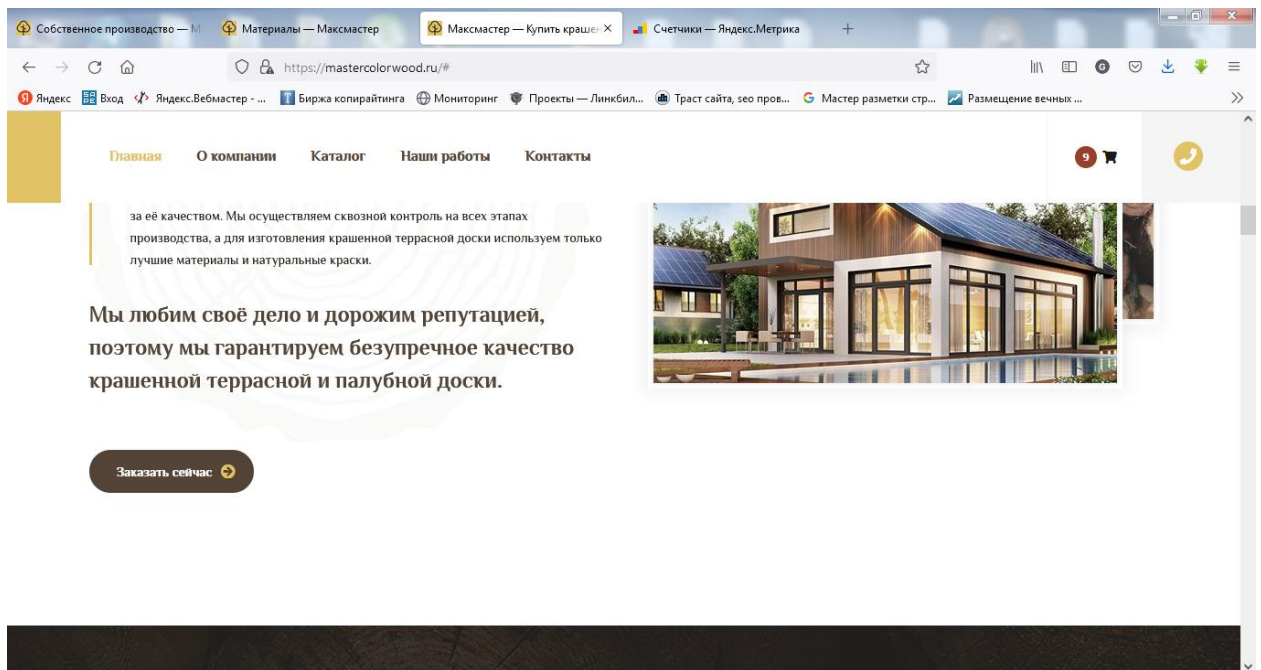 Собственное производство — М
Материалы — Максмастер
Максмастер — Купить крашен
Счетчики — Яндекс.Метрика
https://mastercolorwood.ru/#
Яндекс
Вход
Яндекс.Вебмастер - ...
Биржа копирайтинга
Мониторинг
Проекты — Линкбил...
Траст сайта, seo пров...
Мастер разметки стр...
Размещение вечных ...
Главная
О компании
Каталог
Наши работы
Контакты
9
за её качеством. Мы осуществляем сквозной контроль на всех этапах
производства, а для изготовления крашенной террасной доски используем только
лучшие материалы и натуральные краски.
Мы любим своё дело и дорожим репутацией,
поэтому мы гарантируем безупречное качество
крашенной террасной и палубной доски.
Заказать сейчас